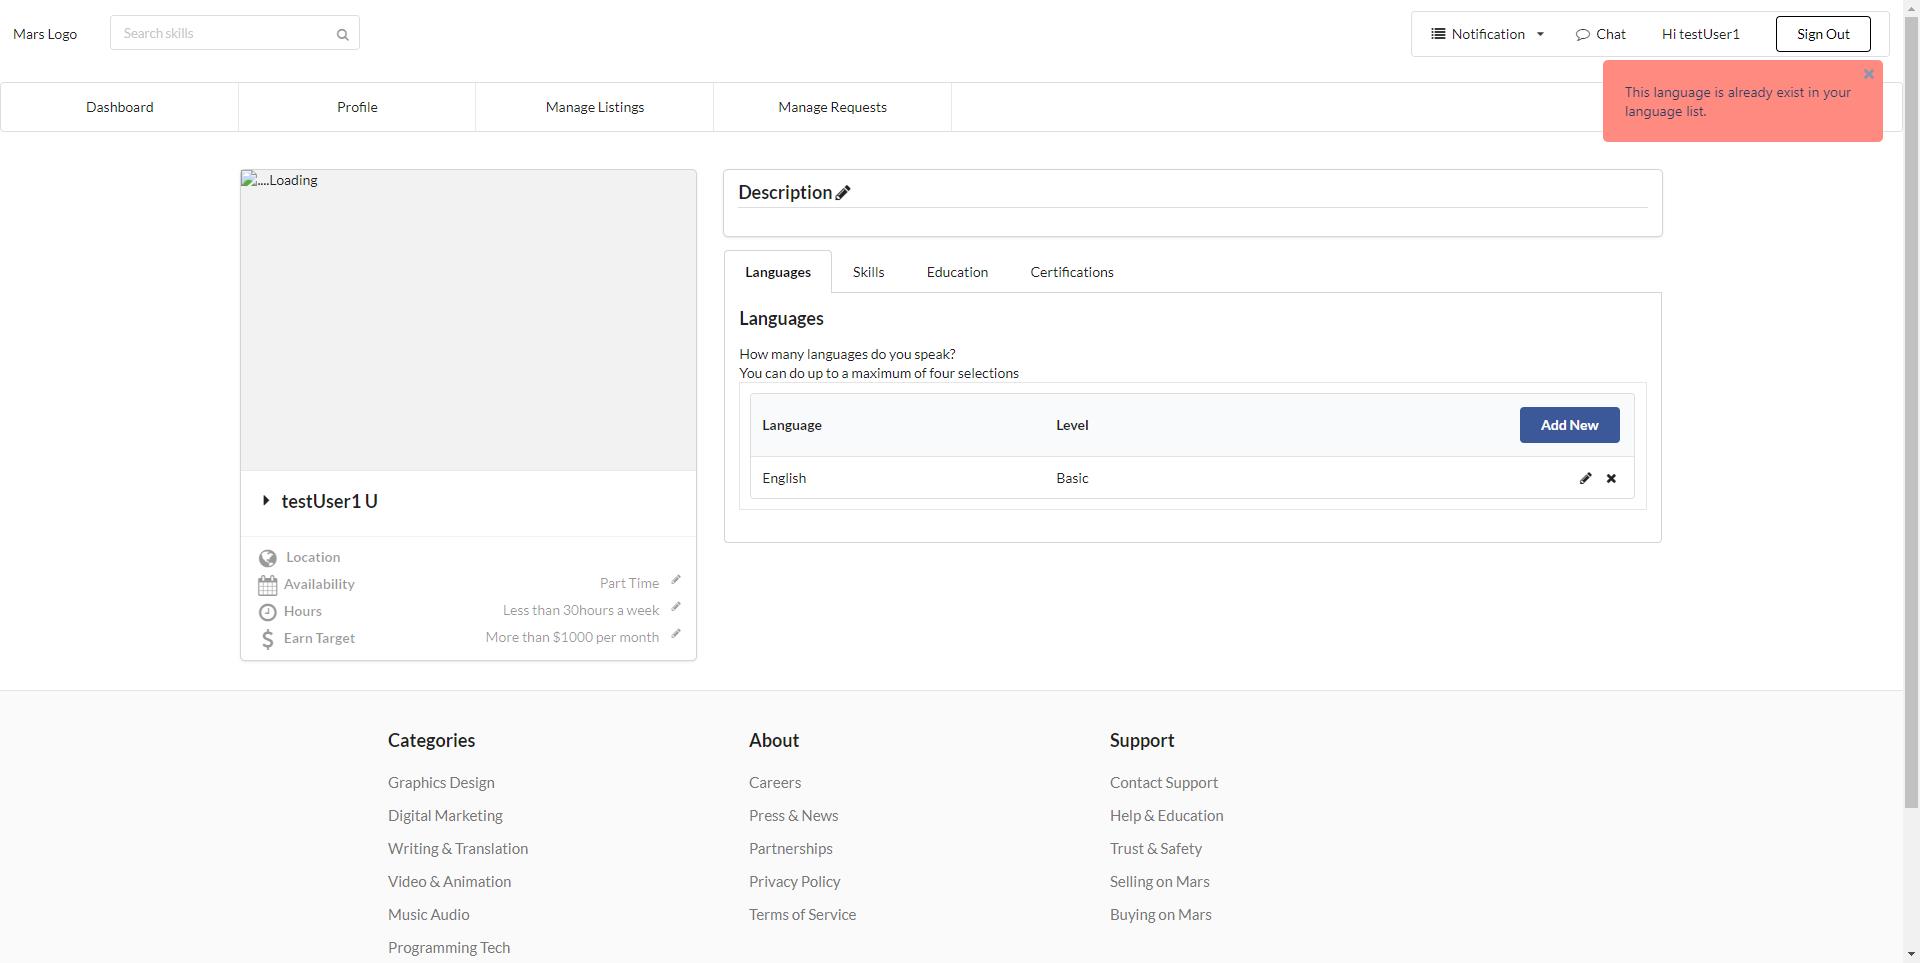 Mars Logo
Search skills
Notification
Chat
Hi testUser1
Sign Out
This language is already exist in your
language list.
Dashboard
Profile
Manage Listings
Manage Requests
....Loading
testUser1 U
Location
Availability
Part Time
Hours
Less than 30hours a week
Earn Target
More than $1000 per month
Description
Languages
Skills
Education
Certifications
Languages
How many languages do you speak?
You can do up to a maximum of four selections
Language
Level
Add New
English
Basic
Categories
Graphics Design
Digital Marketing
Writing & Translation
Video & Animation
Music Audio
Programming Tech
About
Careers
Press & News
Partnerships
Privacy Policy
Terms of Service
Support
Contact Support
Help & Education
Trust & Safety
Selling on Mars
Buying on Mars